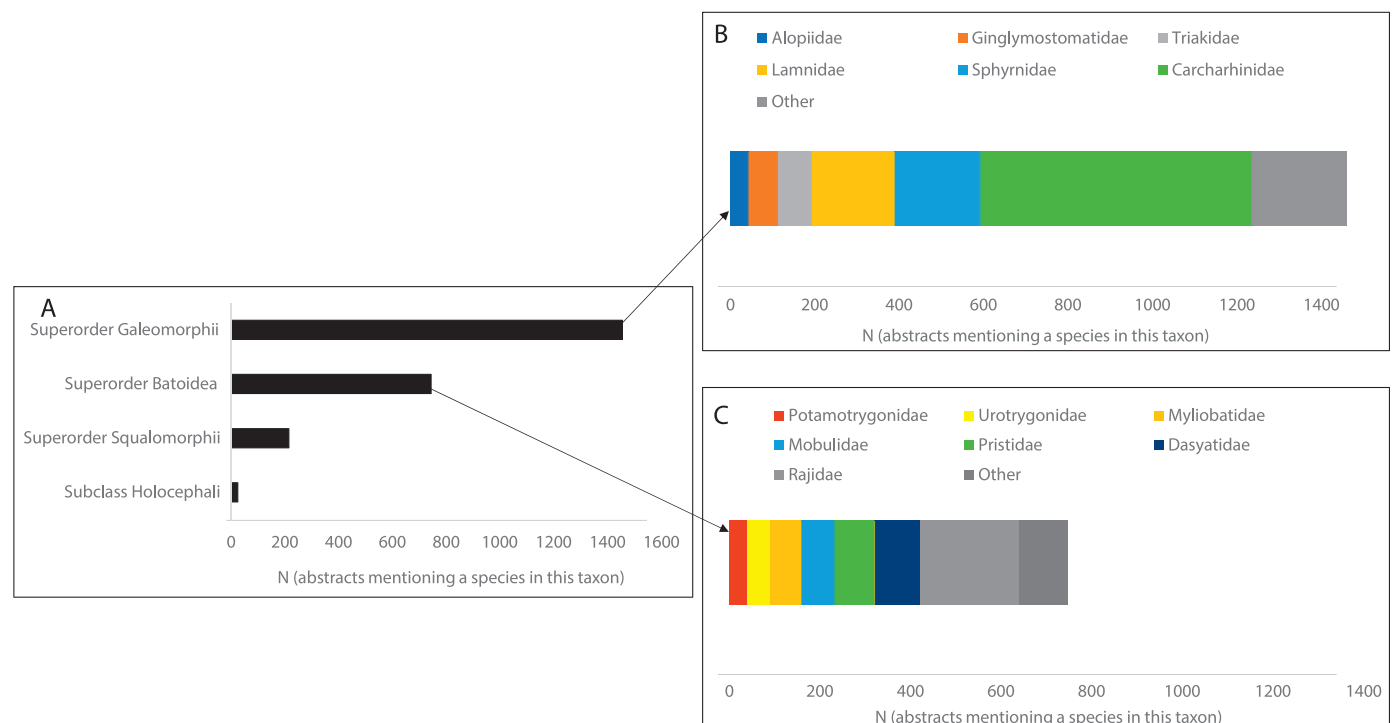 A
Superorder Galeomorphii
Superorder Batoidea
Superorder Squalomorphii
Subclass Holocephali
0 200 400 600 800 1000 1200 1400 1600
N (abstracts mentioning a species in this taxon)
B
Alopiidae Ginglymostomatidae Triakidae
Lamnidae Sphyrnidae Carcharhinidae
Other
0 200 400 600 800 1000 1200 1400
N (abstracts mentioning a species in this taxon)
C
Potamotrygonidae Urotrygonidae Myliobatidae
Mobulidae Pristidae Dasyatidae
Rajidae Other
0 200 400 600 800 1000 1200 1400
N (abstracts mentioning a species in this taxon)